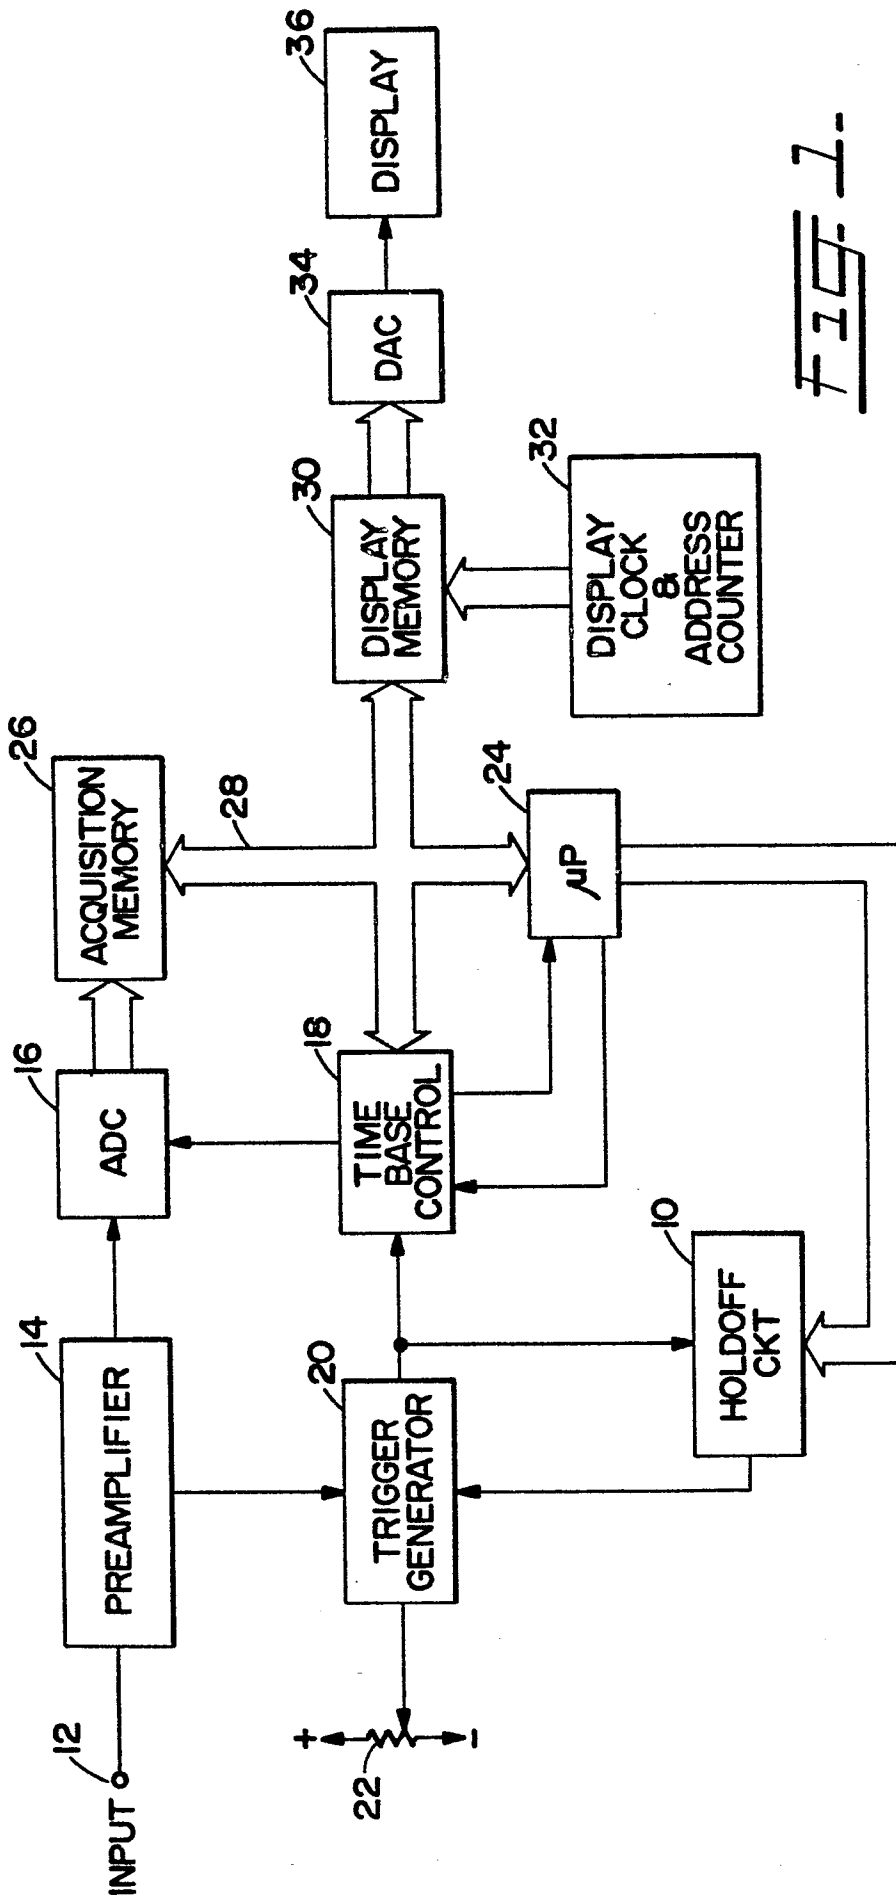 INPUT
12
PREAMPLIFIER
14
ADC
16
ACQUISITION
MEMORY
26
28
+
22
-
TRIGGER
GENERATOR
20
TIME
BASE
CONTROL
18
DISPLAY
MEMORY
30
DAC
34
DISPLAY
36
HOLDOFF
CKT
10
μP
24
DISPLAY
CLOCK
&
ADDRESS
COUNTER
32
FIG. 1.